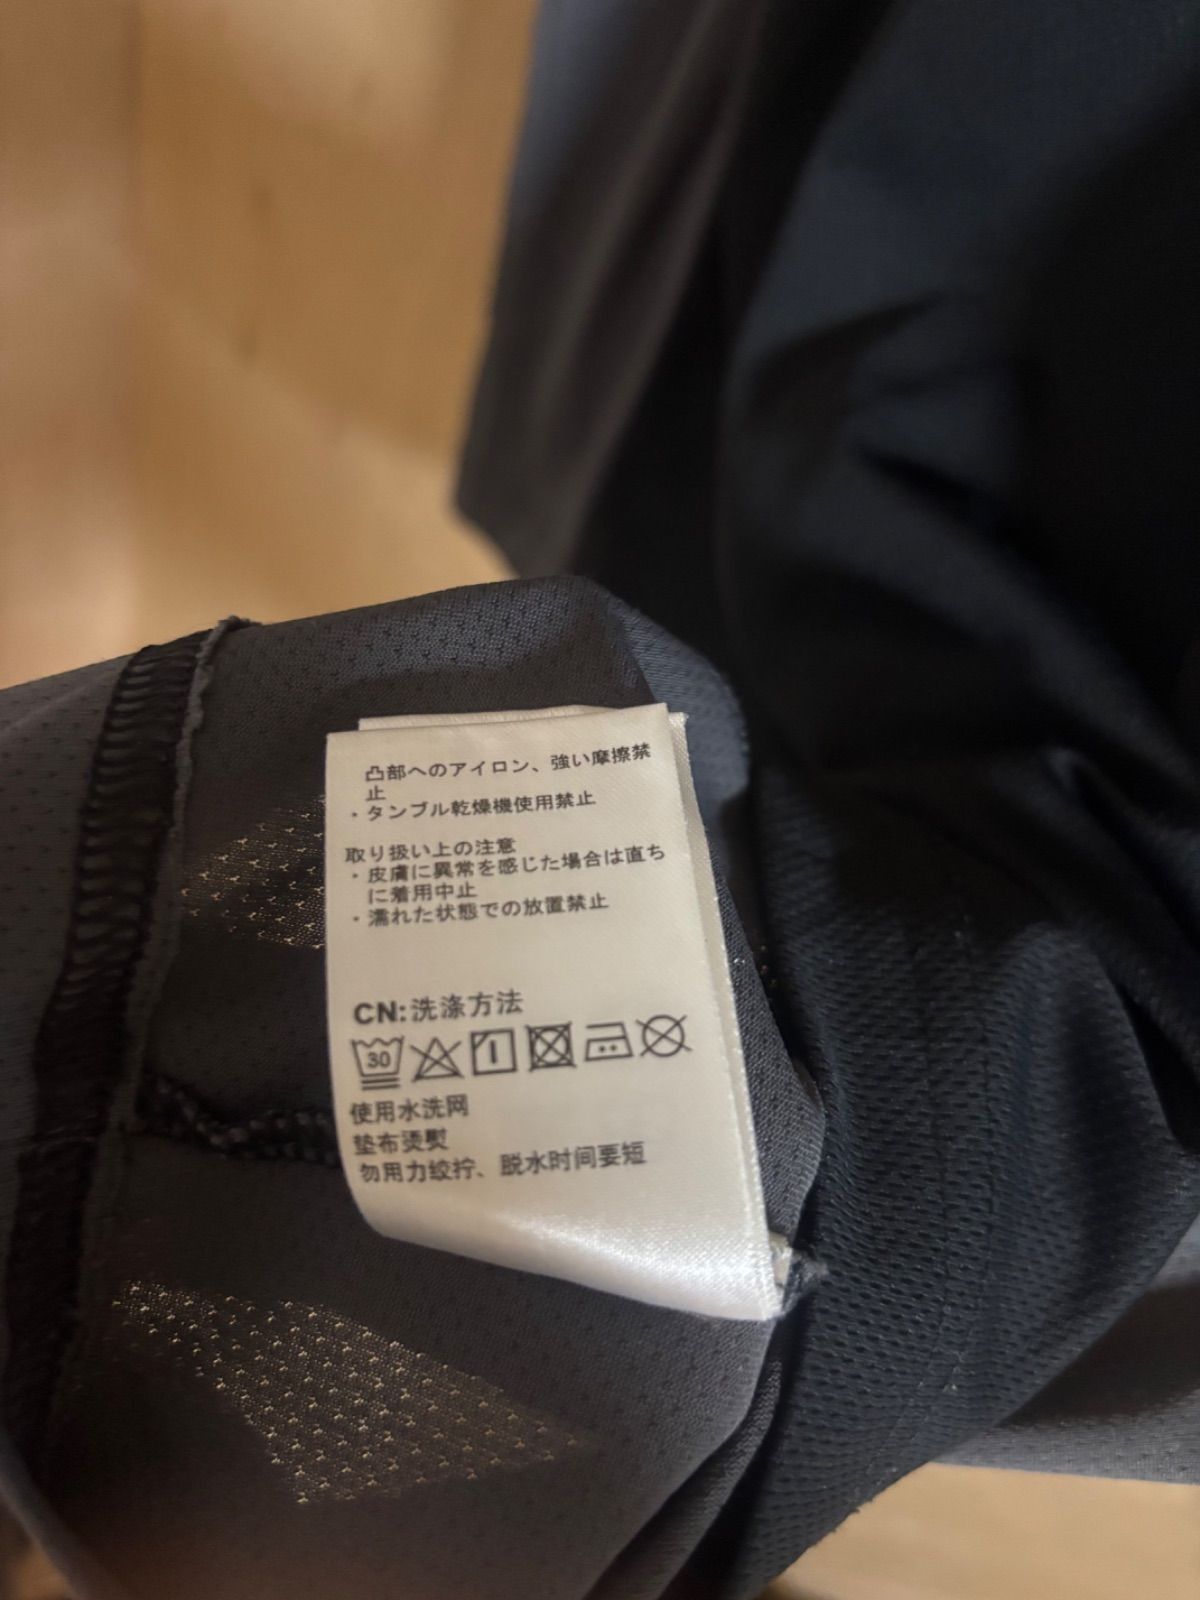 凸部へのアイロン、強い摩擦禁
止
・タンブル乾燥機使用禁止
取り扱い上の注意
・皮膚に異常を感じた場合は直ち
に着用中止
・濡れた状態での放置禁止
CN:洗涤方法
30
使用水洗网
垫布烫熨
勿用力绞拧、脱水时间要短